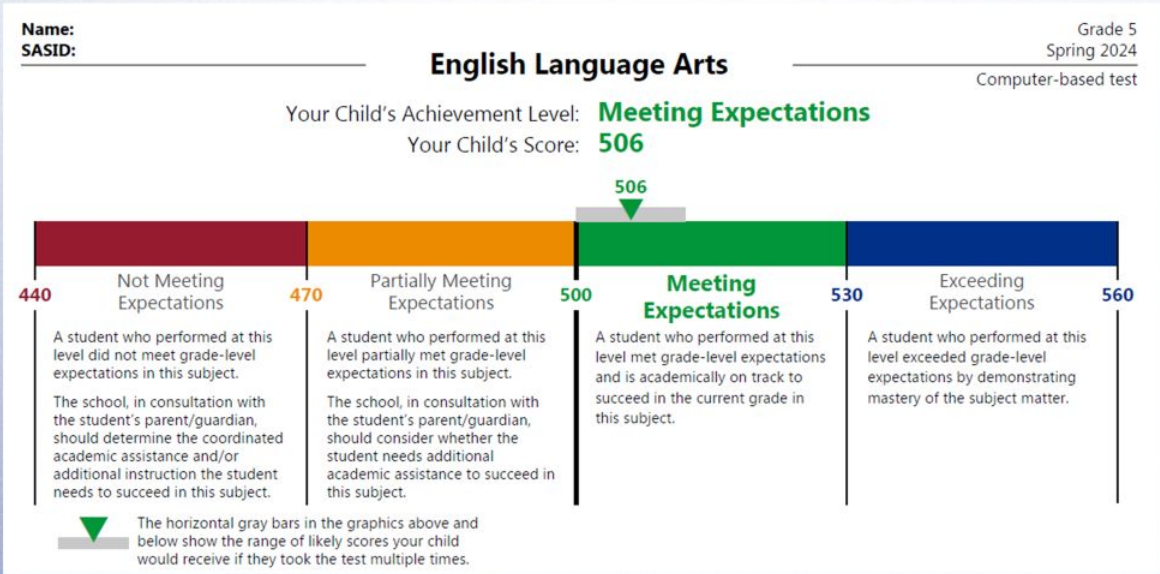 Name:
SASID:
Grade 5
Spring 2024
Computer-based test
English Language Arts
Your Child's Achievement Level: Meeting Expectations
Your Child's Score: 506
506
440
Not Meeting
Expectations
470
Partially Meeting
Expectations
500
Meeting
Expectations
530
Exceeding
Expectations
560
A student who performed at this
level did not meet grade-level
expectations in this subject.
The school, in consultation with
the student's parent/guardian,
should determine the coordinated
academic assistance and/or
additional instruction the student
needs to succeed in this subject.
A student who performed at this
level partially met grade-level
expectations in this subject.
The school, in consultation with
the student's parent/guardian,
should consider whether the
student needs additional
academic assistance to succeed in
this subject.
A student who performed at this
level met grade-level expectations
and is academically on track to
succeed in the current grade in
this subject.
A student who performed at this
level exceeded grade-level
expectations by demonstrating
mastery of the subject matter.
The horizontal gray bars in the graphics above and
below show the range of likely scores your child
would receive if they took the test multiple times.